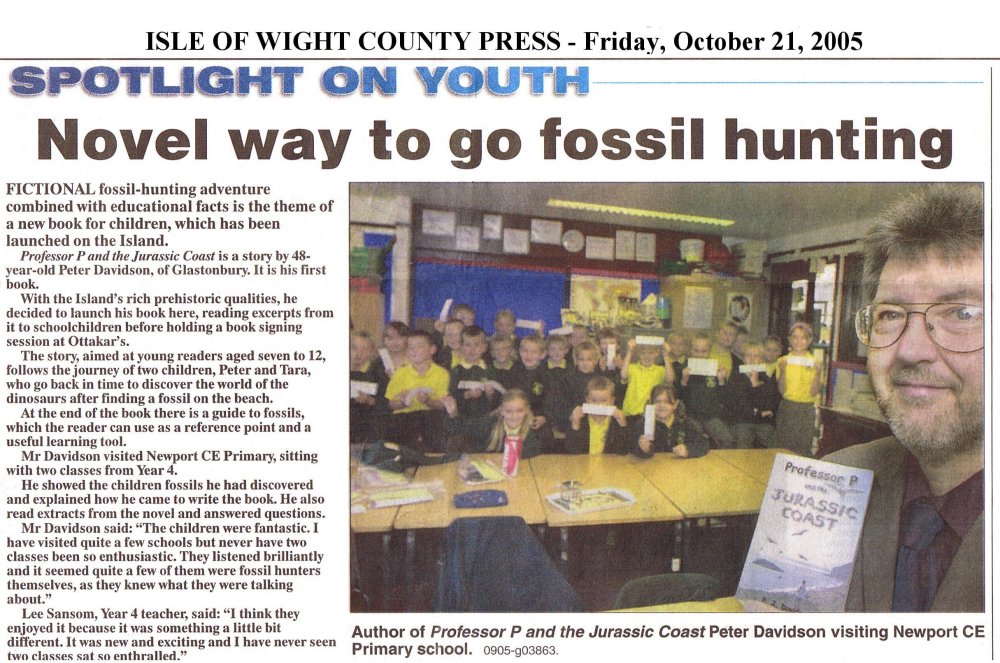 ISLE OF WIGHT COUNTY PRESS - Friday, October 21, 2005
SPOTLIGHT ON YOUTH
Novel way to go fossil hunting
FICTIONAL fossil-hunting adventure
combined with educational facts is the theme of
a new book for children, which has been
launched on the Island.
Professor P and the Jurassic Coast is a story by 48-
year-old Peter Davidson, of Glastonbury. It is his first
book.
With the Island's rich prehistoric qualities, he
decided to launch his book here, reading excerpts from
it to schoolchildren before holding a book signing
session at Ottakar's.
The story, aimed at young readers aged seven to 12,
follows the journey of two children, Peter and Tara,
who go back in time to discover the world of the
dinosaurs after finding a fossil on the beach.
At the end of the book there is a guide to fossils,
which the reader can use as a reference point and a
useful learning tool.
Mr Davidson visited Newport CE Primary, sitting
with two classes from Year 4.
He showed the children fossils he had discovered
and explained how he came to write the book. He also
read extracts from the novel and answered questions.
Mr Davidson said: “The children were fantastic. I
have visited quite a few schools but never have two
classes been so enthusiastic. They listened brilliantly
and it seemed quite a few of them were fossil hunters
themselves, as they knew what they were talking
about.”
Lee Sansom, Year 4 teacher, said: “I think they
enjoyed it because it was something a little bit
different. It was new and exciting and I have never seen
two classes sat so enthralled.”
Professor P
and the
JURASSIC
COAST
P. J.
Author of Professor P and the Jurassic Coast Peter Davidson visiting Newport CE
Primary school. 0905-g03863.